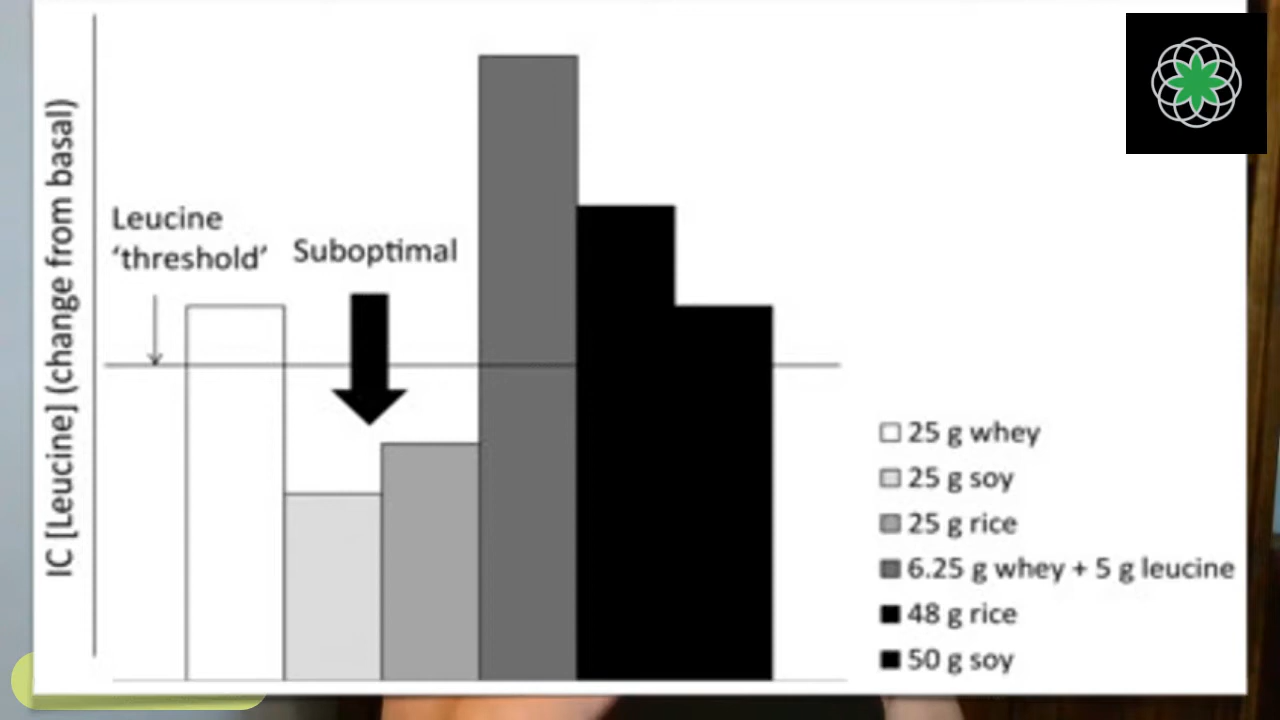 IC [Leucine] (change from basal)
Leucine
‘threshold’
Suboptimal
25 g whey
25 g soy
25 g rice
6.25 g whey + 5 g leucine
48 g rice
50 g soy